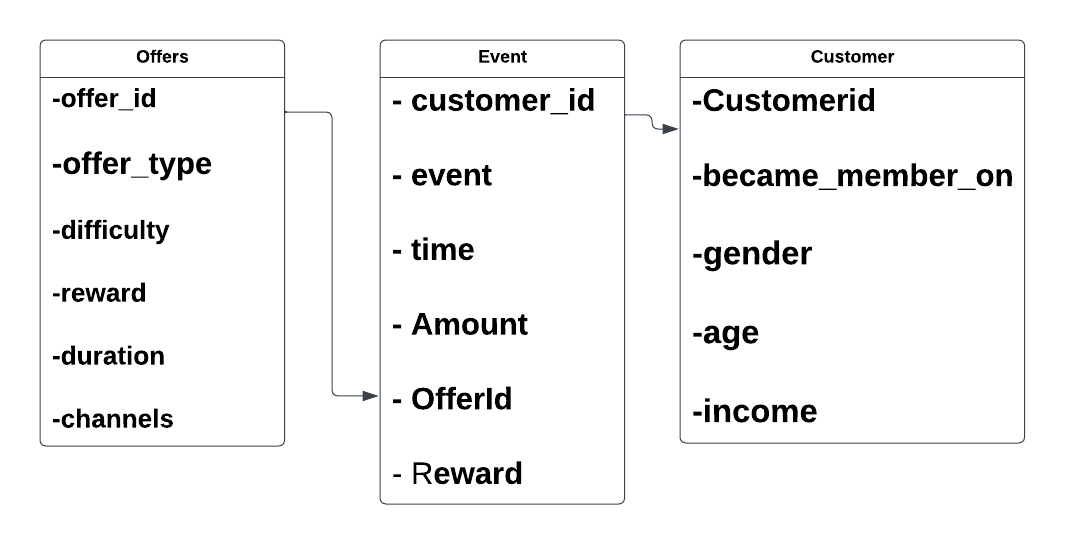 Offers
-offer_id
-offer_type
-difficulty
-reward
-duration
-channels
Event
- customer_id
- event
- time
- Amount
- OfferId
- Reward
Customer
-Customerid
-became_member_on
-gender
-age
-income